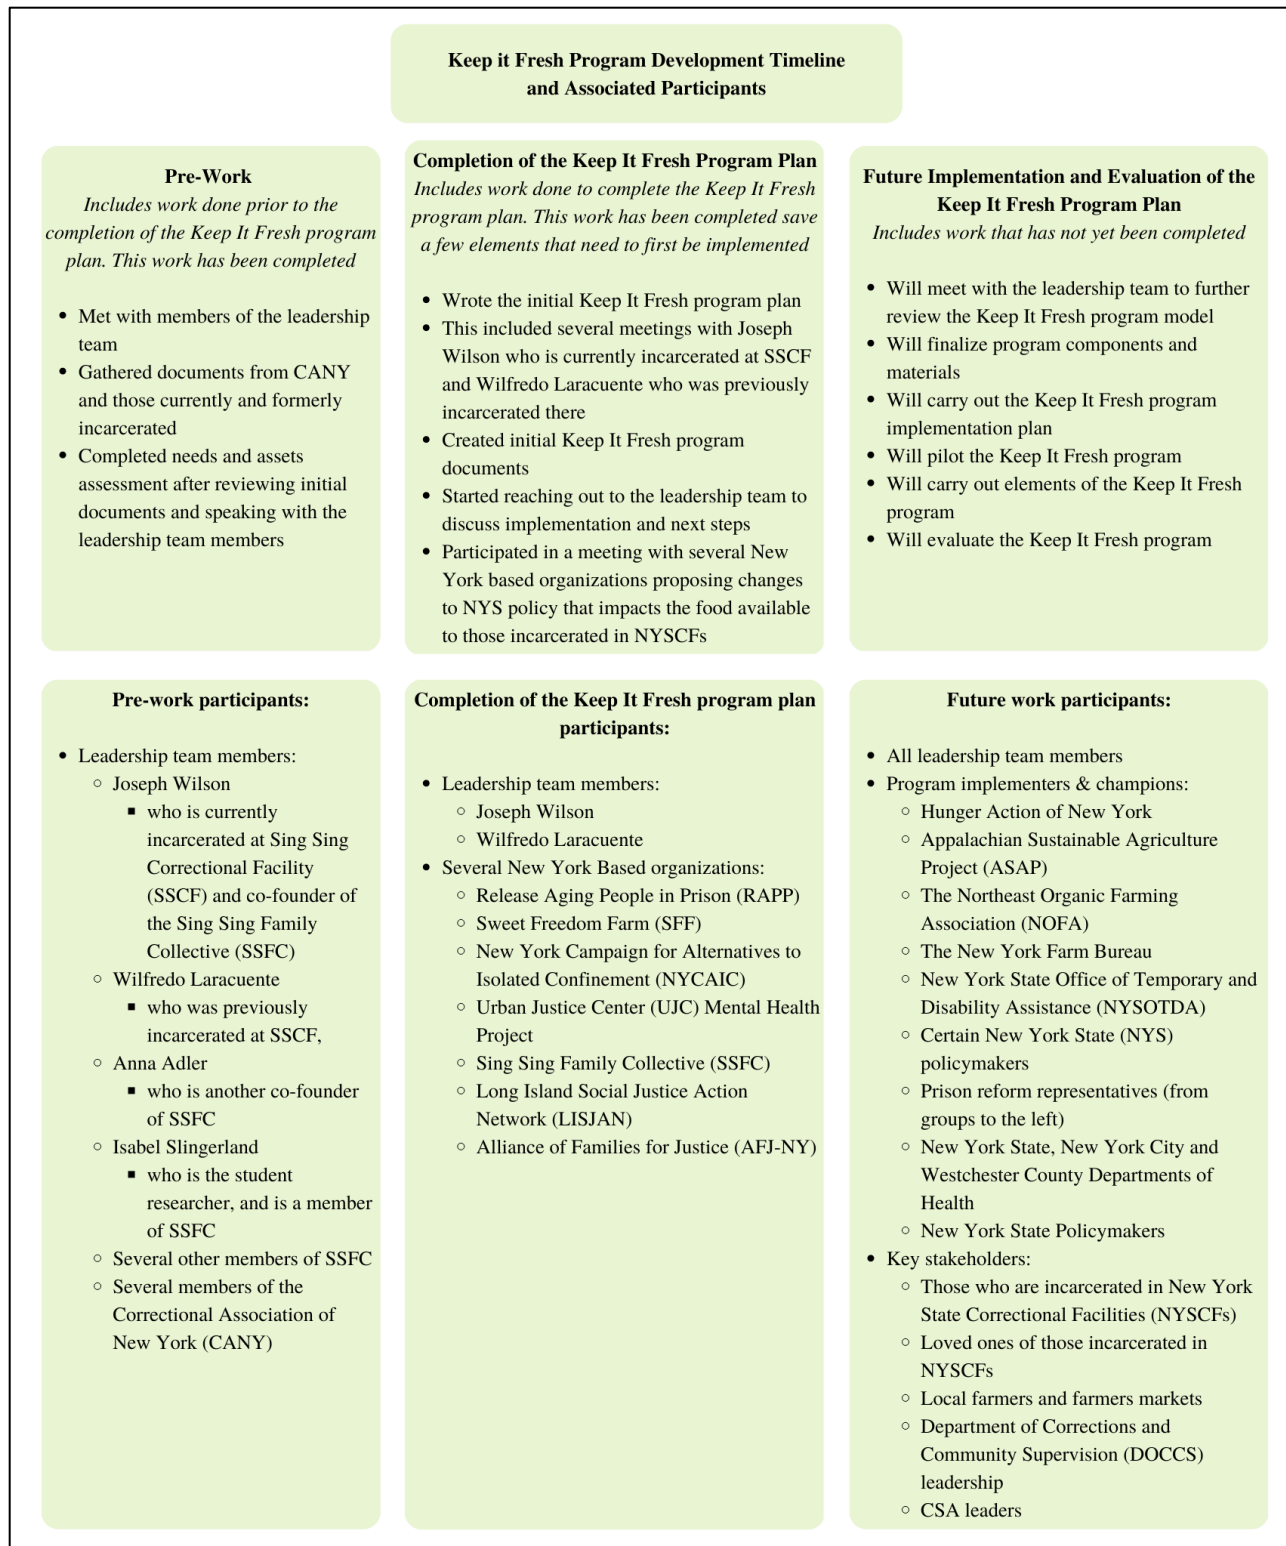 Keep it Fresh Program Development Timeline
and Associated Participants
Pre-Work
Includes work done prior to the
completion of the Keep It Fresh program
plan. This work has been completed
• Met with members of the leadership
team
• Gathered documents from CANY
and those currently and formerly
incarcerated
• Completed needs and assets
assessment after reviewing initial
documents and speaking with the
leadership team members
Completion of the Keep It Fresh Program Plan
Includes work done to complete the Keep It Fresh
program plan. This work has been completed save
a few elements that need to first be implemented
• Wrote the initial Keep It Fresh program plan
• This included several meetings with Joseph
Wilson who is currently incarcerated at SSCF
and Wilfredo Laracuente who was previously
incarcerated there
• Created initial Keep It Fresh program
documents
• Started reaching out to the leadership team to
discuss implementation and next steps
• Participated in a meeting with several New
York based organizations proposing changes
to NYS policy that impacts the food available
to those incarcerated in NYSCFs
Future Implementation and Evaluation of the
Keep It Fresh Program Plan
Includes work that has not yet been completed
• Will meet with the leadership team to further
review the Keep It Fresh program model
• Will finalize program components and
materials
• Will carry out the Keep It Fresh program
implementation plan
• Will pilot the Keep It Fresh program
• Will carry out elements of the Keep It Fresh
program
• Will evaluate the Keep It Fresh program
Pre-work participants:
• Leadership team members:
◦ Joseph Wilson
▪ who is currently
incarcerated at Sing Sing
Correctional Facility
(SSCF) and co-founder of
the Sing Sing Family
Collective (SSFC)
◦ Wilfredo Laracuente
▪ who was previously
incarcerated at SSCF,
◦ Anna Adler
▪ who is another co-founder
of SSFC
◦ Isabel Slingerland
▪ who is the student
researcher, and is a member
of SSFC
◦ Several other members of SSFC
◦ Several members of the
Correctional Association of
New York (CANY)
Completion of the Keep It Fresh program plan
participants:
• Leadership team members:
◦ Joseph Wilson
◦ Wilfredo Laracuente
• Several New York Based organizations:
◦ Release Aging People in Prison (RAPP)
◦ Sweet Freedom Farm (SFF)
◦ New York Campaign for Alternatives to
Isolated Confinement (NYCAIC)
◦ Urban Justice Center (UJC) Mental Health
Project
◦ Sing Sing Family Collective (SSFC)
◦ Long Island Social Justice Action
Network (LISJAN)
◦ Alliance of Families for Justice (AFJ-NY)
Future work participants:
• All leadership team members
• Program implementers & champions:
◦ Hunger Action of New York
◦ Appalachian Sustainable Agriculture
Project (ASAP)
◦ The Northeast Organic Farming
Association (NOFA)
◦ The New York Farm Bureau
◦ New York State Office of Temporary and
Disability Assistance (NYSOTDA)
◦ Certain New York State (NYS)
policymakers
◦ Prison reform representatives (from
groups to the left)
◦ New York State, New York City and
Westchester County Departments of
Health
◦ New York State Policymakers
• Key stakeholders:
◦ Those who are incarcerated in New York
State Correctional Facilities (NYSCFs)
◦ Loved ones of those incarcerated in
NYSCFs
◦ Local farmers and farmers markets
◦ Department of Corrections and
Community Supervision (DOCCS)
leadership
◦ CSA leaders